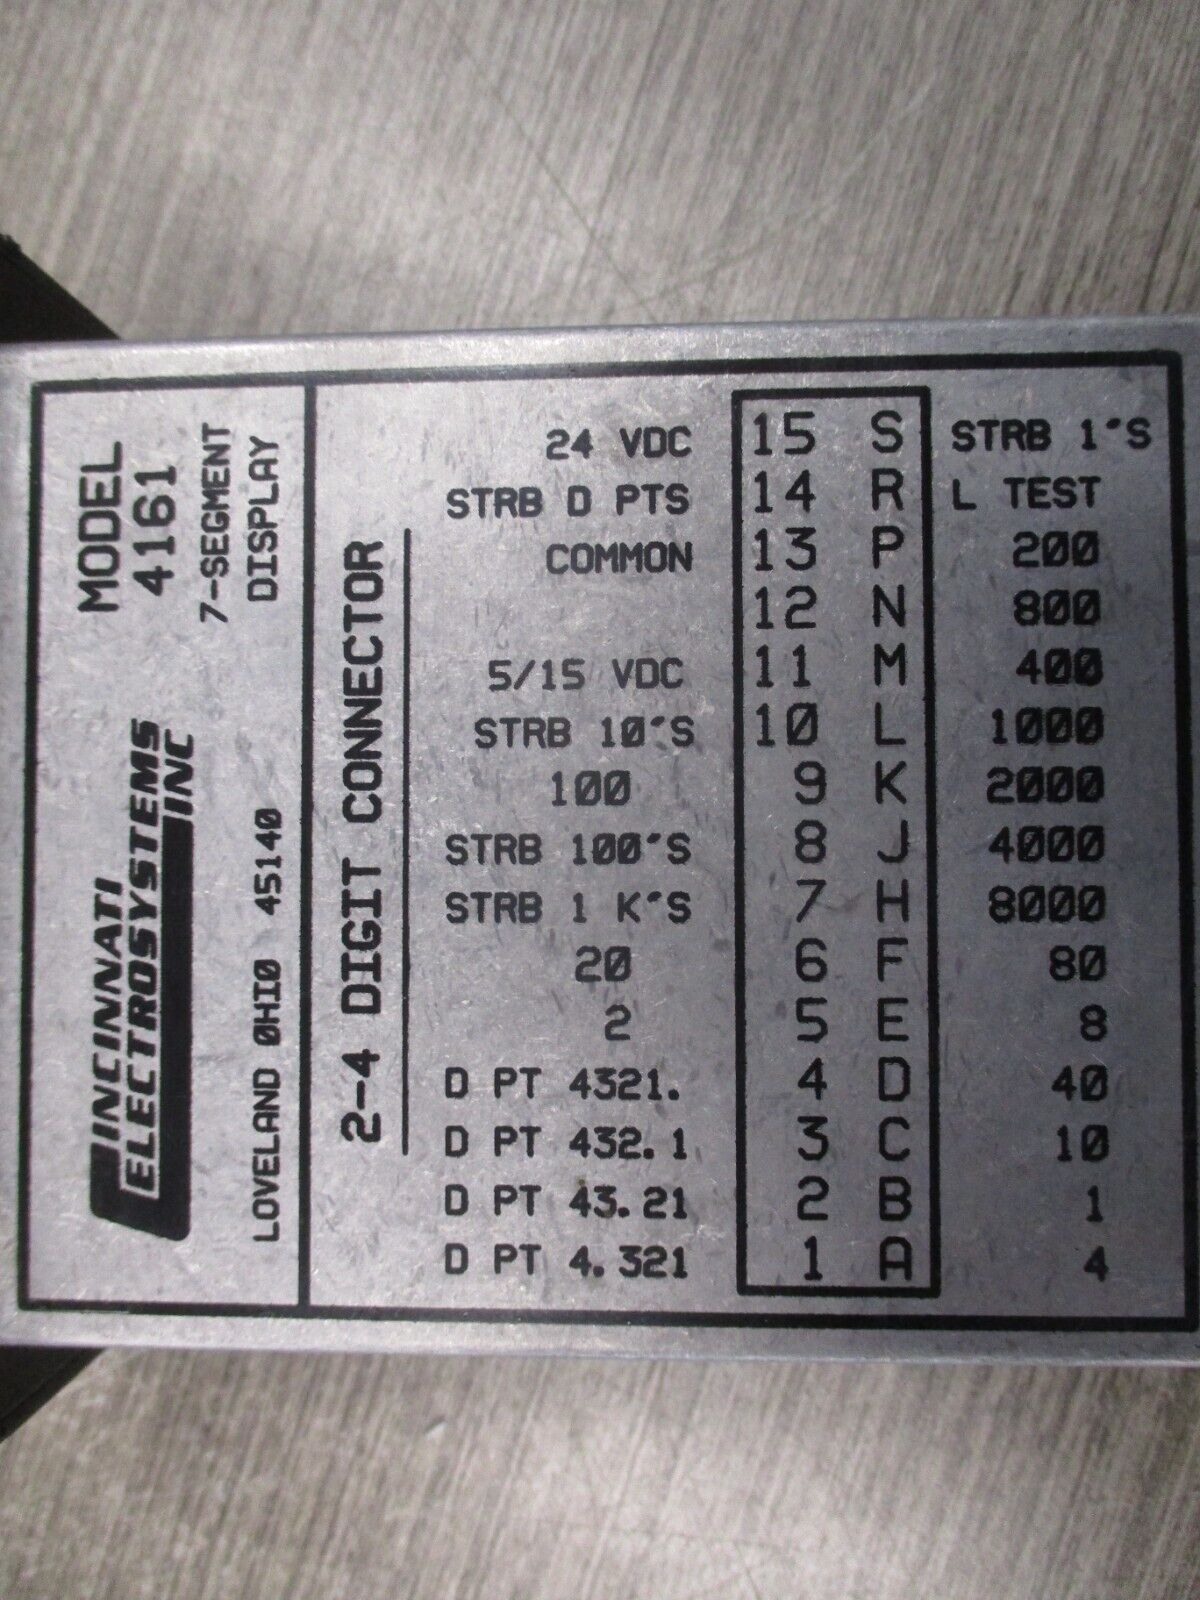 MODEL
4161
7-SEGMENT
DISPLAY
CINCINNATI
ELECTROSYSTEMS
INC
LOVELAND OHIO 45140
2-4 DIGIT CONNECTOR
24 VDC 15 S STRB 1'S
STRB D PTS 14 R L TEST
COMMON 13 P 200
12 N 800
5/15 VDC 11 M 400
STRB 10'S 10 L 1000
100 9 K 2000
STRB 100'S 8 J 4000
STRB 1 K'S 7 H 8000
20 6 F 80
2 5 E 8
D PT 4321. 4 D 40
D PT 432.1 3 C 10
D PT 43.21 2 B 1
D PT 4.321 1 A 4